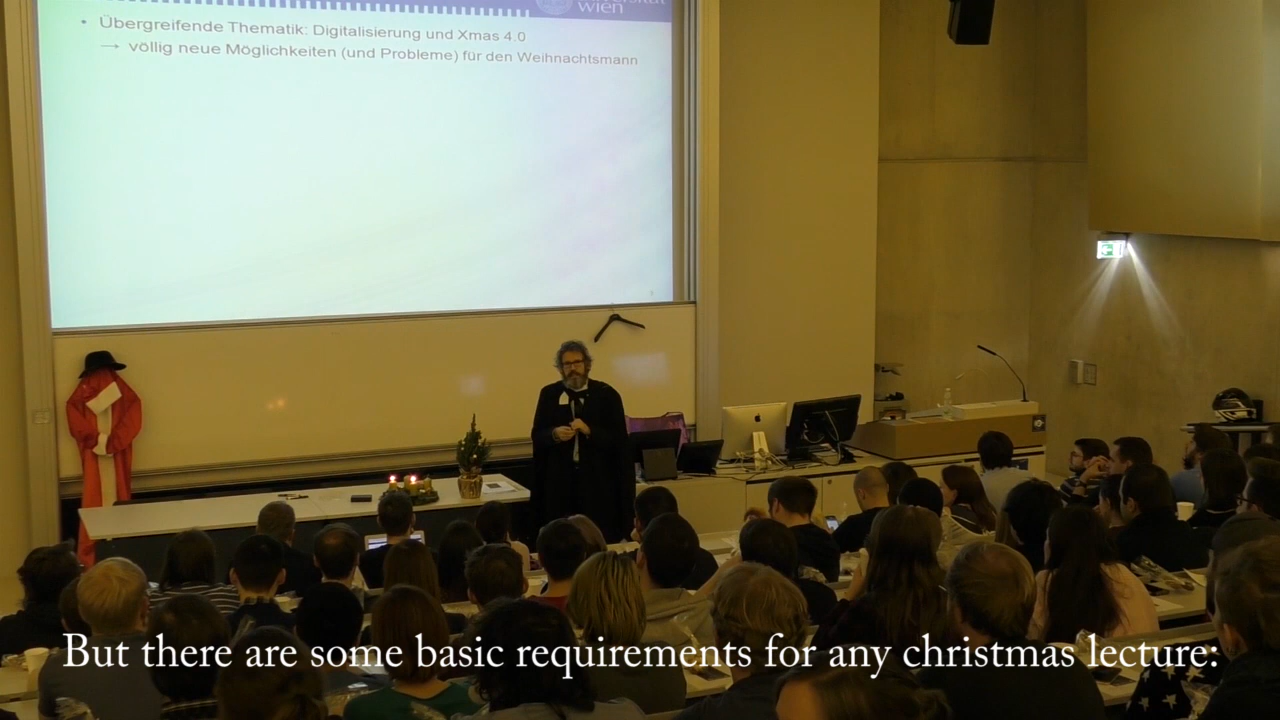 wien
• Übergreifende Thematik: Digitalisierung und Xmas 4.0
→ völlig neue Möglichkeiten (und Probleme) für den Weihnachtsmann
But there are some basic requirements for any christmas lecture: